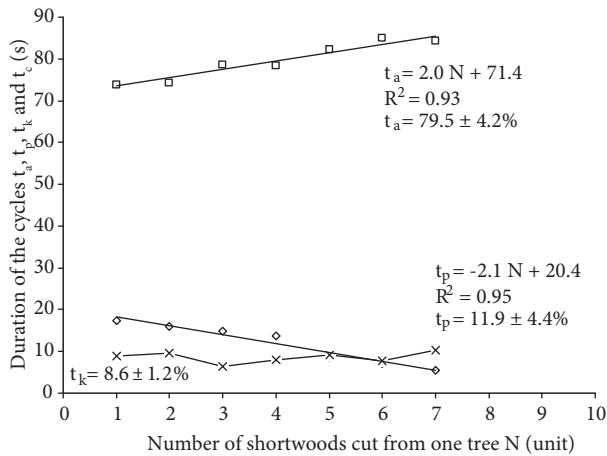 Duration of the cycles t_a, t_p, t_k and t_c (s)
90
80
70
60
50
40
30
20
10
0
t_a = 2.0 N + 71.4
R² = 0.93
t_a = 79.5 ± 4.2%
t_p = -2.1 N + 20.4
R² = 0.95
t_p = 11.9 ± 4.4%
t_k = 8.6 ± 1.2%
0 1 2 3 4 5 6 7 8 9 10
Number of shortwoods cut from one tree N (unit)